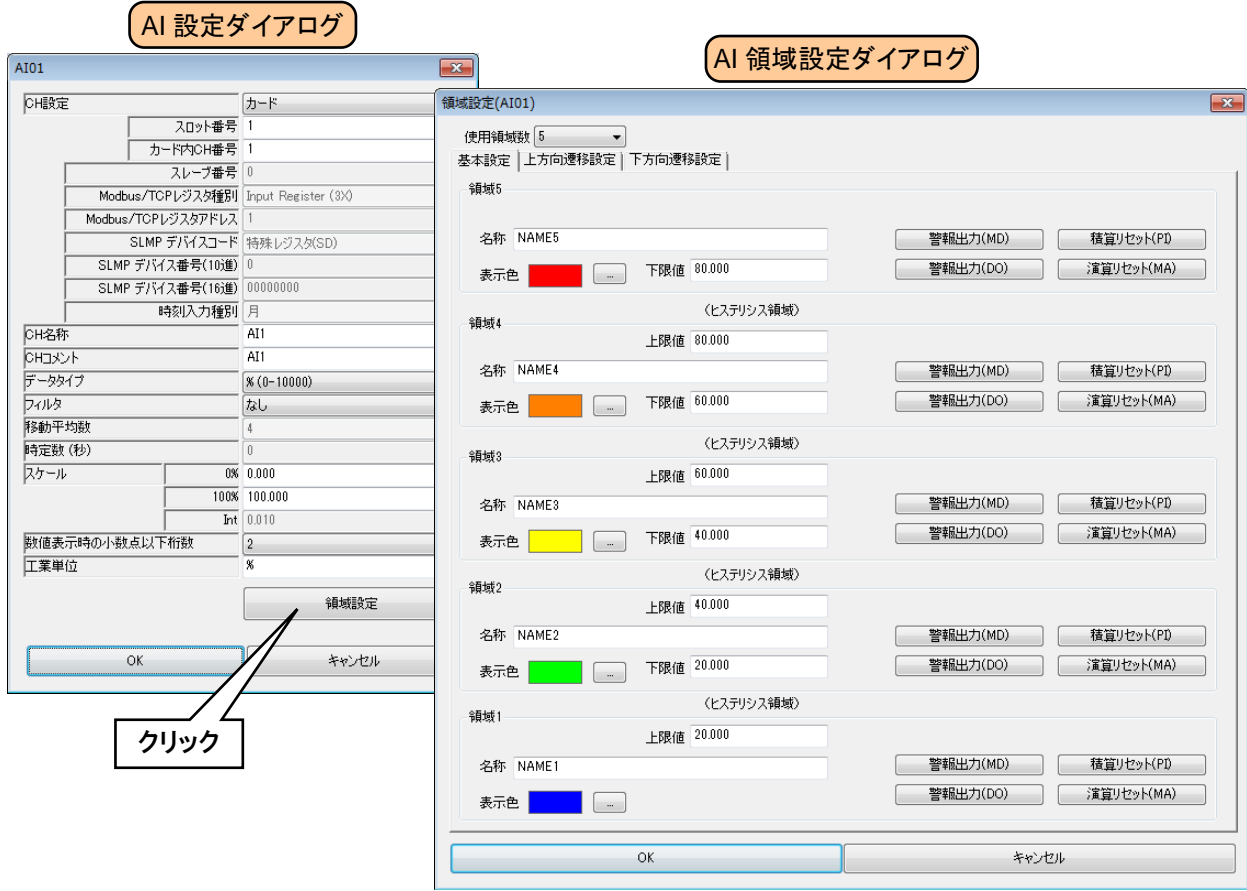 AI 設定ダイアログ
AI01
CH設定 カード
スロット番号 1
カード内CH番号 1
スレーブ番号 0
Modbus/TCPレジスタ種別 Input Register (3X)
Modbus/TCPレジスタアドレス 1
SLMP デバイスコード 特殊レジスタ(SD)
SLMP デバイス番号(10進) 0
SLMP デバイス番号(16進) 00000000
時刻入力種別 月
CH名称 AI1
CHコメント AI1
データタイプ % (0-10000)
フィルタ なし
移動平均数 4
時定数 (秒) 0
スケール 0% 0.000
100% 100.000
Int 0.010
数値表示時の小数点以下桁数 2
工業単位 %
領域設定
OK キャンセル
クリック
AI 領域設定ダイアログ
領域設定(AI01)
使用領域数 5
基本設定 上方向遷移設定 下方向遷移設定
領域5
名称 NAME5 警報出力(MD) 積算リセット(PI)
表示色 ... 下限値 80.000 警報出力(DO) 演算リセット(MA)
(ヒステリシス領域)
領域4
上限値 80.000
名称 NAME4 警報出力(MD) 積算リセット(PI)
表示色 ... 下限値 60.000 警報出力(DO) 演算リセット(MA)
(ヒステリシス領域)
領域3
上限値 60.000
名称 NAME3 警報出力(MD) 積算リセット(PI)
表示色 ... 下限値 40.000 警報出力(DO) 演算リセット(MA)
(ヒステリシス領域)
領域2
上限値 40.000
名称 NAME2 警報出力(MD) 積算リセット(PI)
表示色 ... 下限値 20.000 警報出力(DO) 演算リセット(MA)
(ヒステリシス領域)
領域1
上限値 20.000
名称 NAME1 警報出力(MD) 積算リセット(PI)
表示色 ... 警報出力(DO) 演算リセット(MA)
OK キャンセル